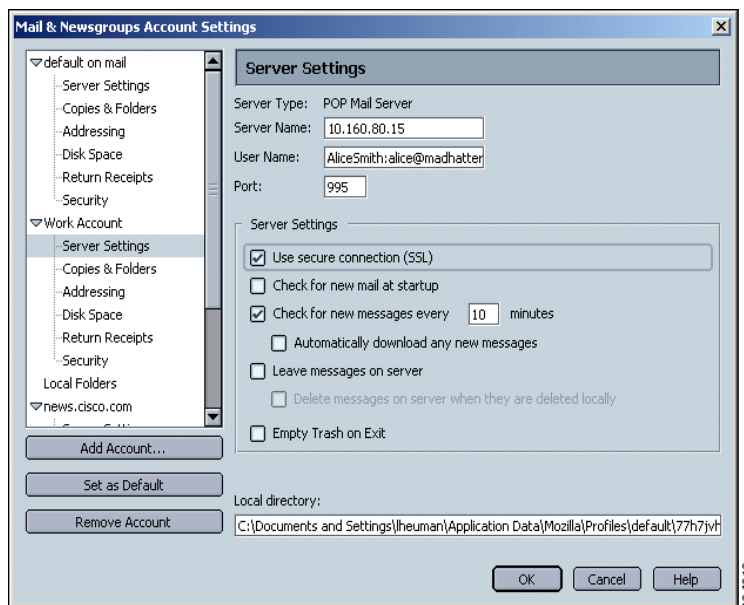 Mail & Newsgroups Account Settings
default on mail
Server Settings
Copies & Folders
Addressing
Disk Space
Return Receipts
Security
Work Account
Server Settings
Copies & Folders
Addressing
Disk Space
Return Receipts
Security
Local Folders
news.cisco.com
Add Account...
Set as Default
Remove Account
Server Settings
Server Type: POP Mail Server
Server Name: 10.160.80.15
User Name: AliceSmith:alice@madhatter
Port: 995
Server Settings
Use secure connection (SSL)
Check for new mail at startup
Check for new messages every 10 minutes
Automatically download any new messages
Leave messages on server
Delete messages on server when they are deleted locally
Empty Trash on Exit
Local directory:
C:\Documents and Settings\lheuman\Application Data\Mozilla\Profiles\default\77h7jvh
OK Cancel Help